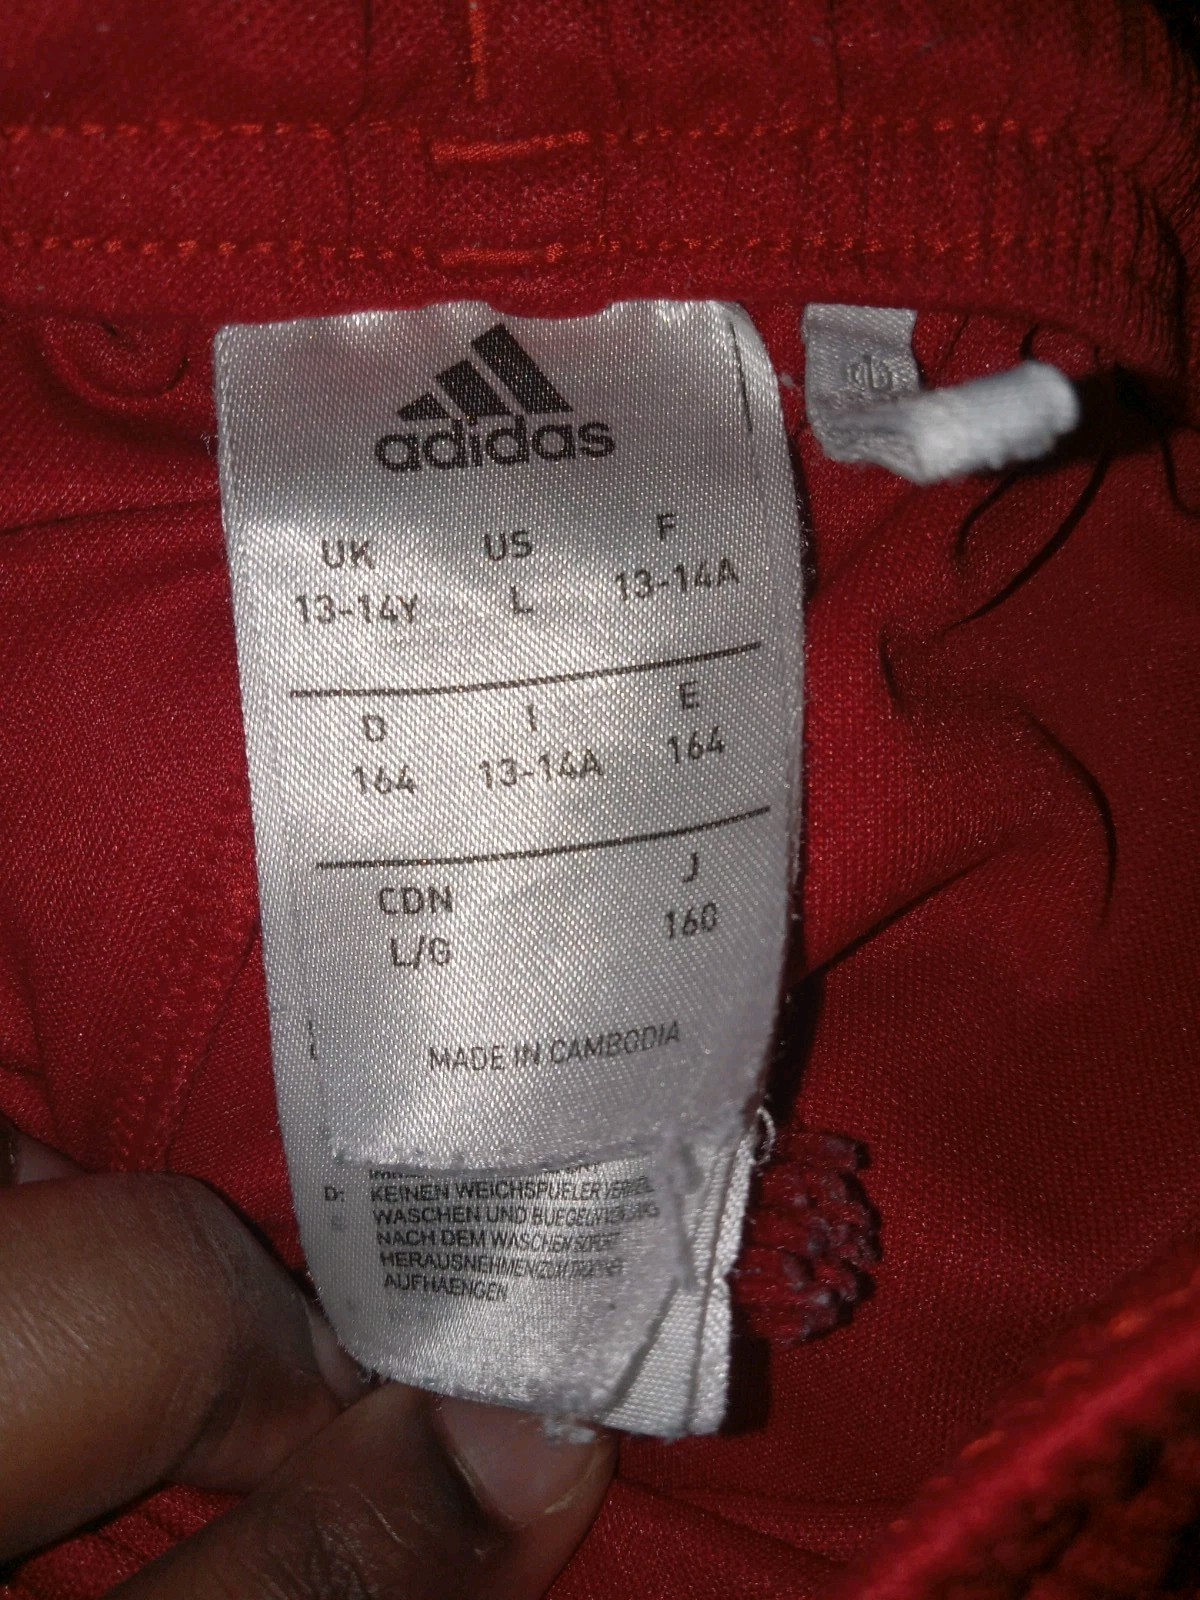 adidas
UK US F
13-14Y L 13-14A
D I E
164 13-14A 164
CDN J
L/G 160
MADE IN CAMBODIA
D: KEINEN WEICHSPUELER
WASCHEN UND
NACH DEM WASCHEN SOFORT
HERAUSNEHMEN ZUM
AUFHAENGEN